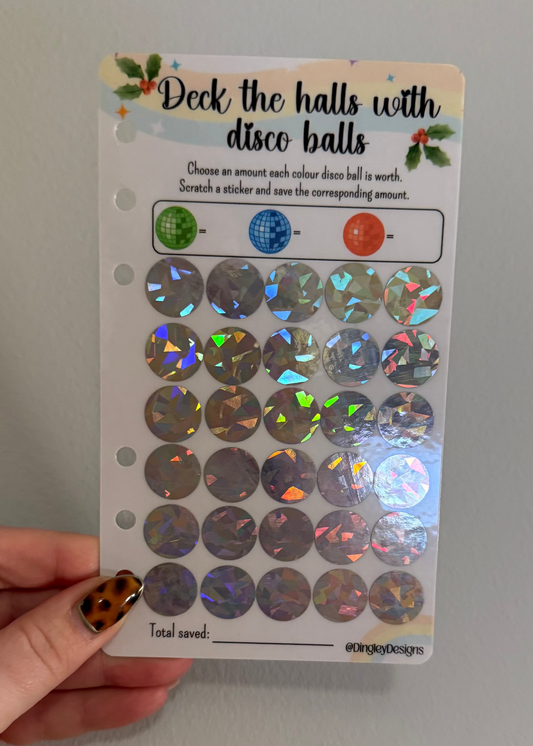 Deck the halls with
disco balls
Choose an amount each colour disco ball is worth.
Scratch a sticker and save the corresponding amount.
= = =
Total saved:
@DingleyDesigns